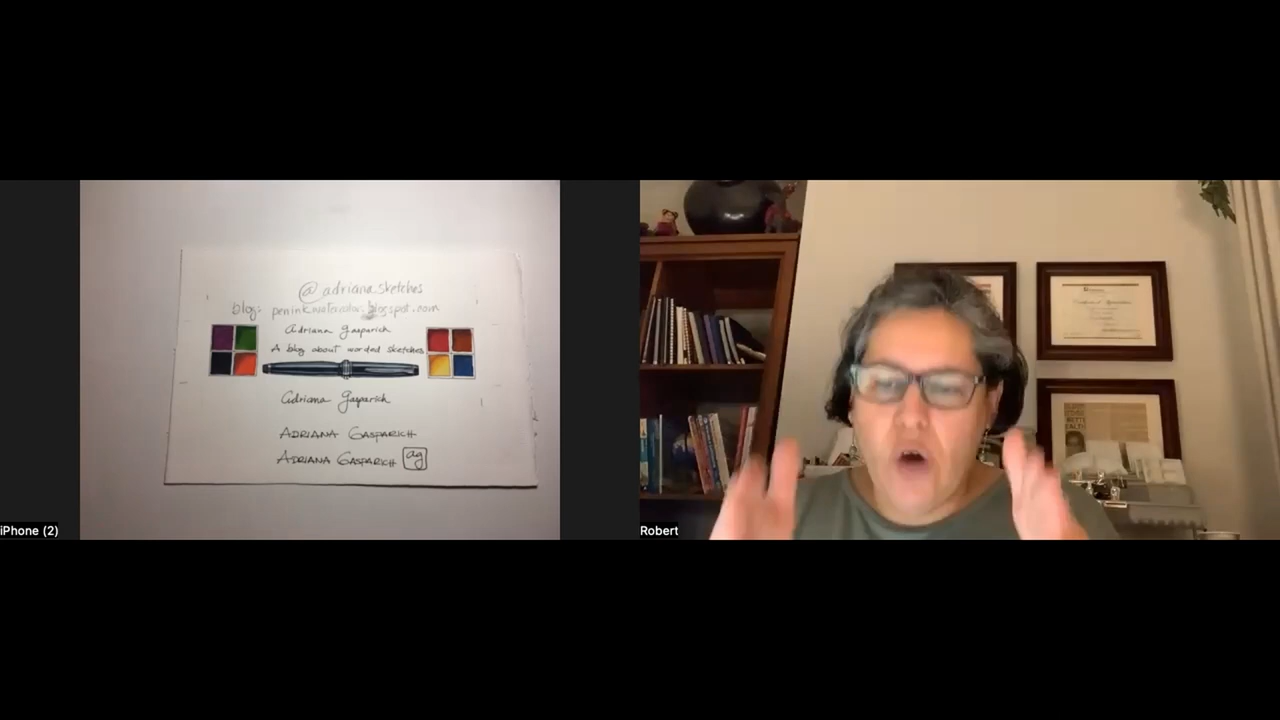 @adriana.sketches
blog: peninkwatercolor.blogspot.com
Adriana Gasparich
A blog about worded sketches
Adriana Gasparich
ADRIANA GASPARICH
ADRIANA GASPARICH ag
iPhone (2)
Robert